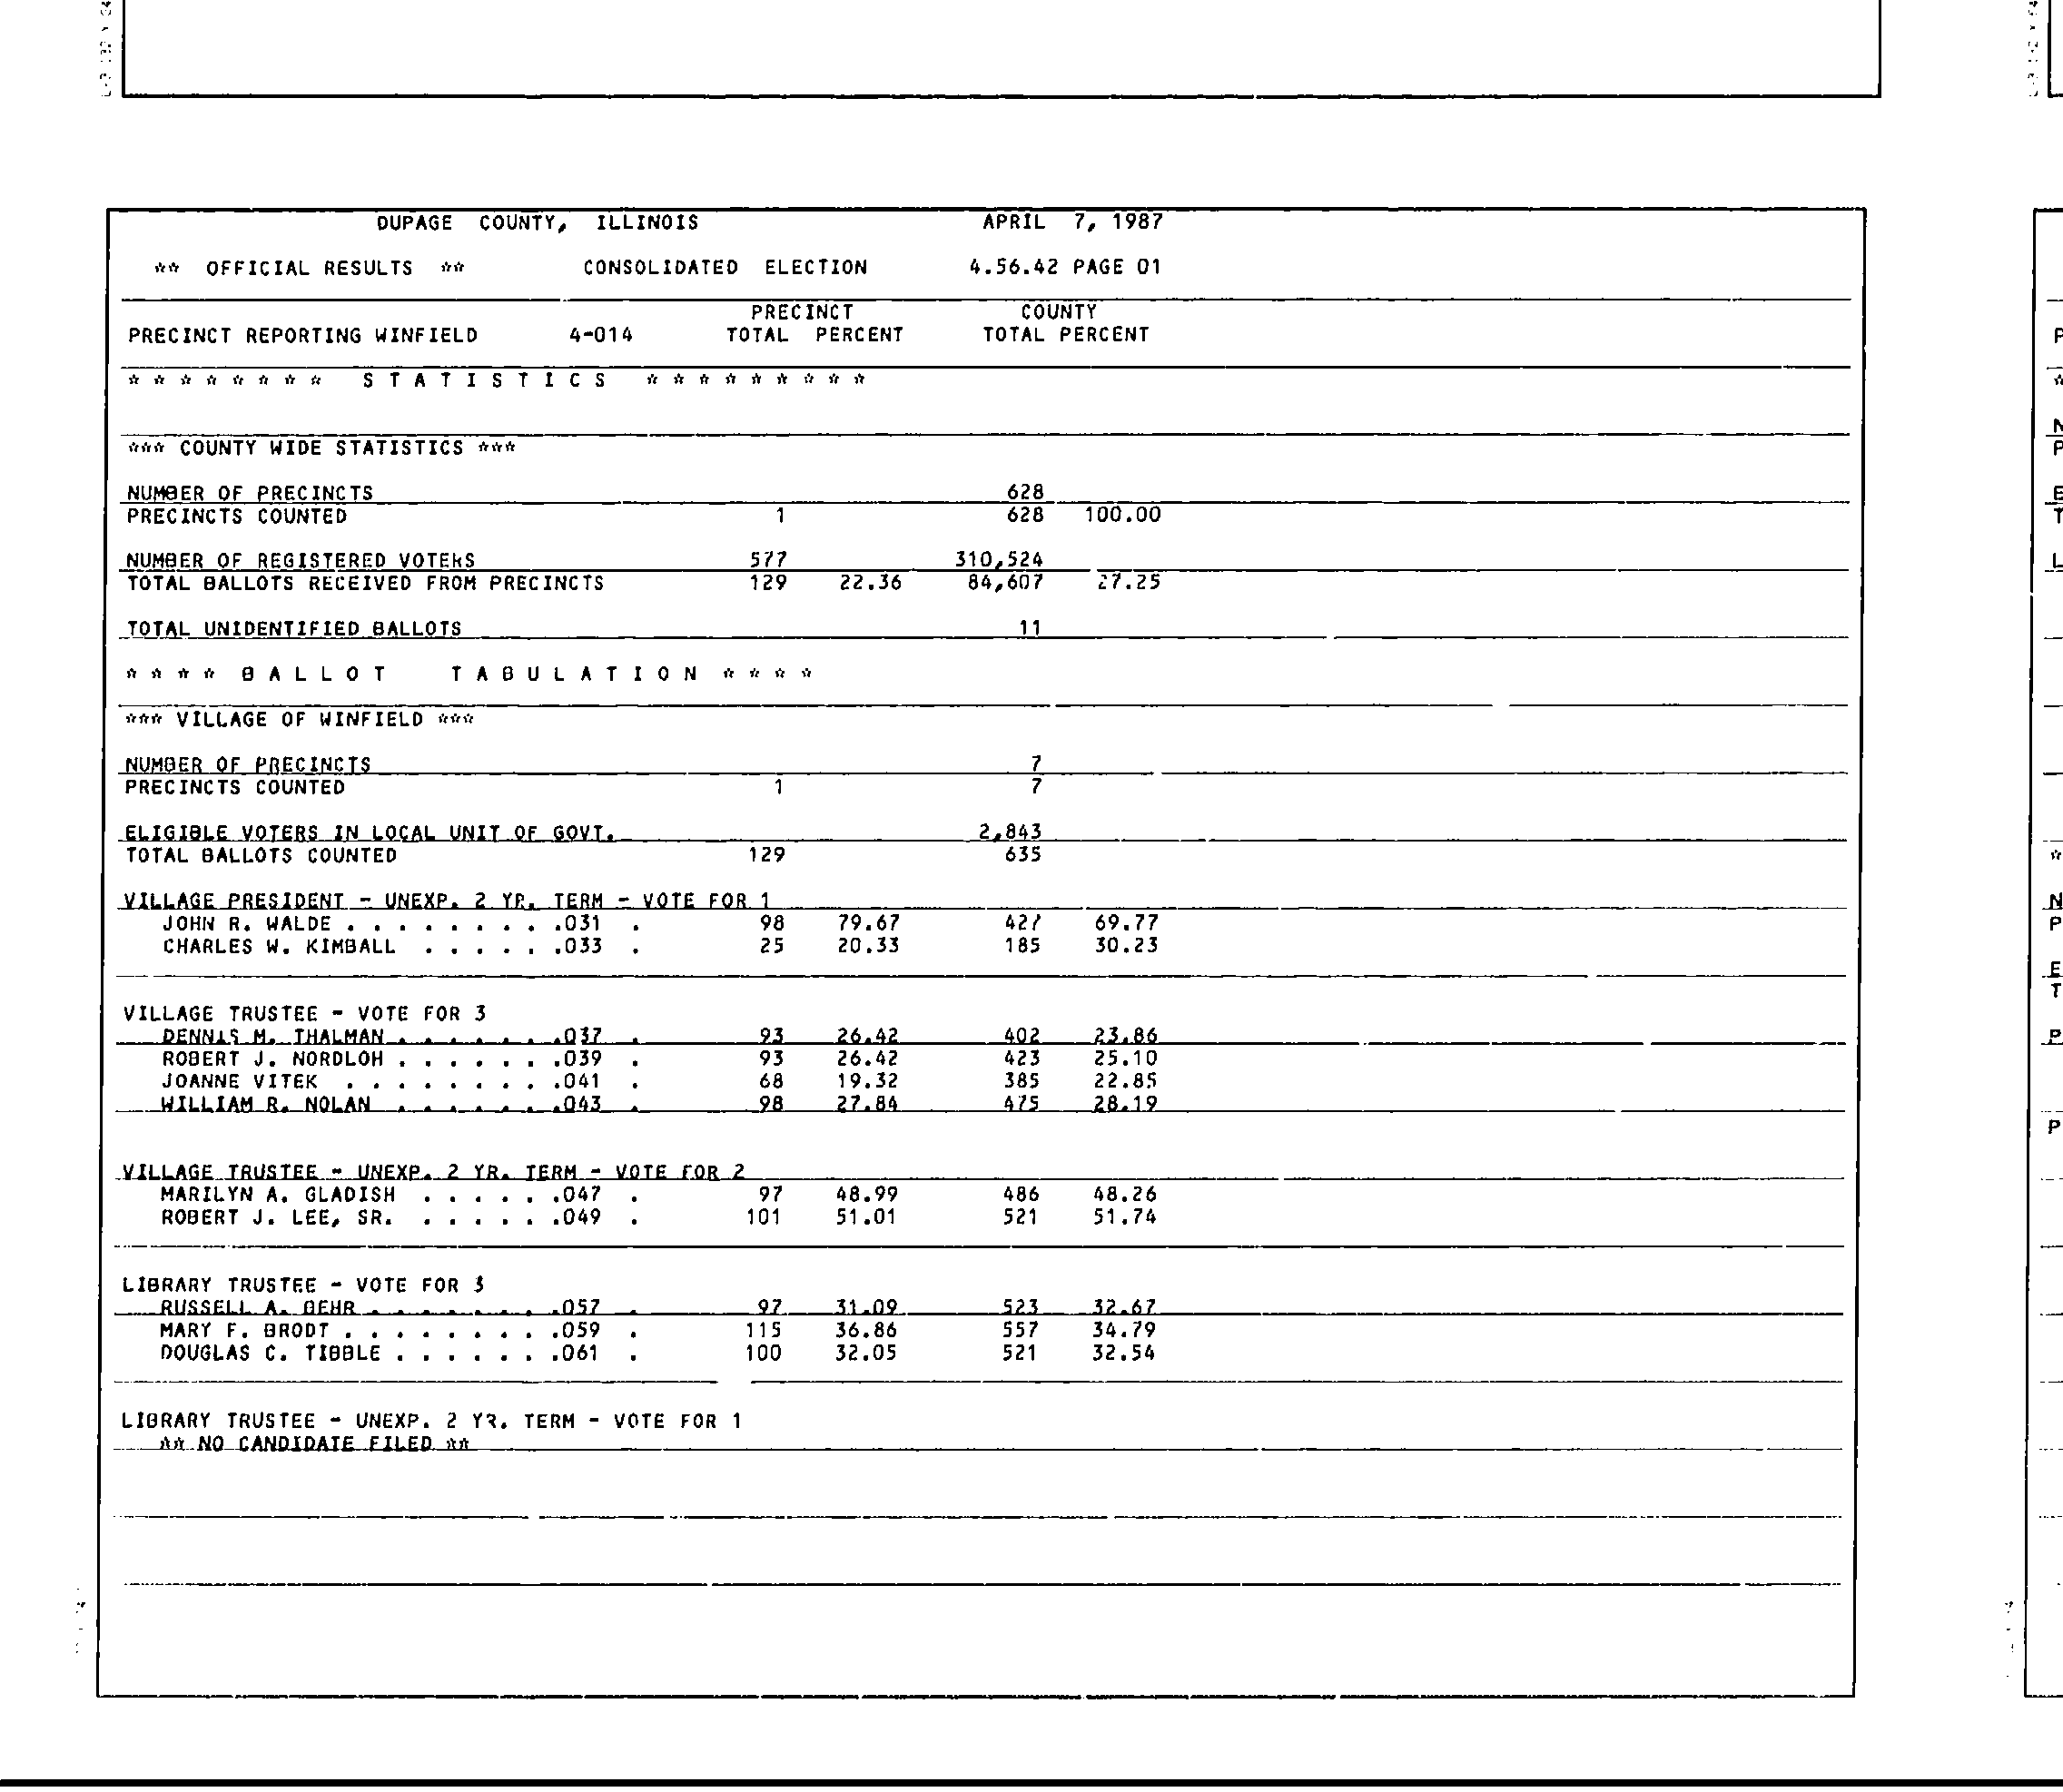 DUPAGE COUNTY, ILLINOIS APRIL 7, 1987
** OFFICIAL RESULTS ** CONSOLIDATED ELECTION 4.56.42 PAGE 01
PRECINCT COUNTY
PRECINCT REPORTING WINFIELD 4-014 TOTAL PERCENT TOTAL PERCENT
* * * * * * * * S T A T I S T I C S * * * * * * * * *
*** COUNTY WIDE STATISTICS ***
NUMBER OF PRECINCTS 628
PRECINCTS COUNTED 1 628 100.00
NUMBER OF REGISTERED VOTERS 577 310,524
TOTAL BALLOTS RECEIVED FROM PRECINCTS 129 22.36 84,607 27.25
TOTAL UNIDENTIFIED BALLOTS 11
* * * * B A L L O T T A B U L A T I O N * * * *
*** VILLAGE OF WINFIELD ***
NUMBER OF PRECINCTS 7
PRECINCTS COUNTED 1 7
ELIGIBLE VOTERS IN LOCAL UNIT OF GOVT. 2,843
TOTAL BALLOTS COUNTED 129 635
VILLAGE PRESIDENT - UNEXP. 2 YR. TERM - VOTE FOR 1
JOHN R. WALDE . . . . . . . . .031 . 98 79.67 427 69.77
CHARLES W. KIMBALL . . . . . .033 . 25 20.33 185 30.23
VILLAGE TRUSTEE - VOTE FOR 3
DENNIS M. THALMAN . . . . . . .037 . 93 26.42 402 23.86
ROBERT J. NORDLOH . . . . . . .039 . 93 26.42 423 25.10
JOANNE VITEK . . . . . . . . .041 . 68 19.32 385 22.85
WILLIAM R. NOLAN . . . . . . .043 . 98 27.84 475 28.19
VILLAGE TRUSTEE - UNEXP. 2 YR. TERM - VOTE FOR 2
MARILYN A. GLADISH . . . . . .047 . 97 48.99 486 48.26
ROBERT J. LEE, SR. . . . . . .049 . 101 51.01 521 51.74
LIBRARY TRUSTEE - VOTE FOR 3
RUSSELL A. BEHR . . . . . . . .057 . 97 31.09 523 32.67
MARY F. BRODT . . . . . . . . .059 . 115 36.86 557 34.79
DOUGLAS C. TIBBLE . . . . . . .061 . 100 32.05 521 32.54
LIBRARY TRUSTEE - UNEXP. 2 YR. TERM - VOTE FOR 1
** NO CANDIDATE FILED **